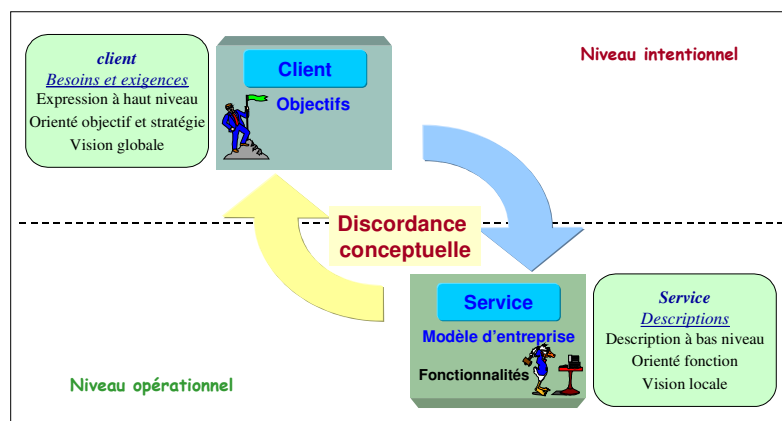 client
Besoins et exigences
Expression à haut niveau
Orienté objectif et stratégie
Vision globale
Client
Objectifs
Niveau intentionnel
Discordance
conceptuelle
Service
Modèle d'entreprise
Fonctionnalités
Service
Descriptions
Description à bas niveau
Orienté fonction
Vision locale
Niveau opérationnel